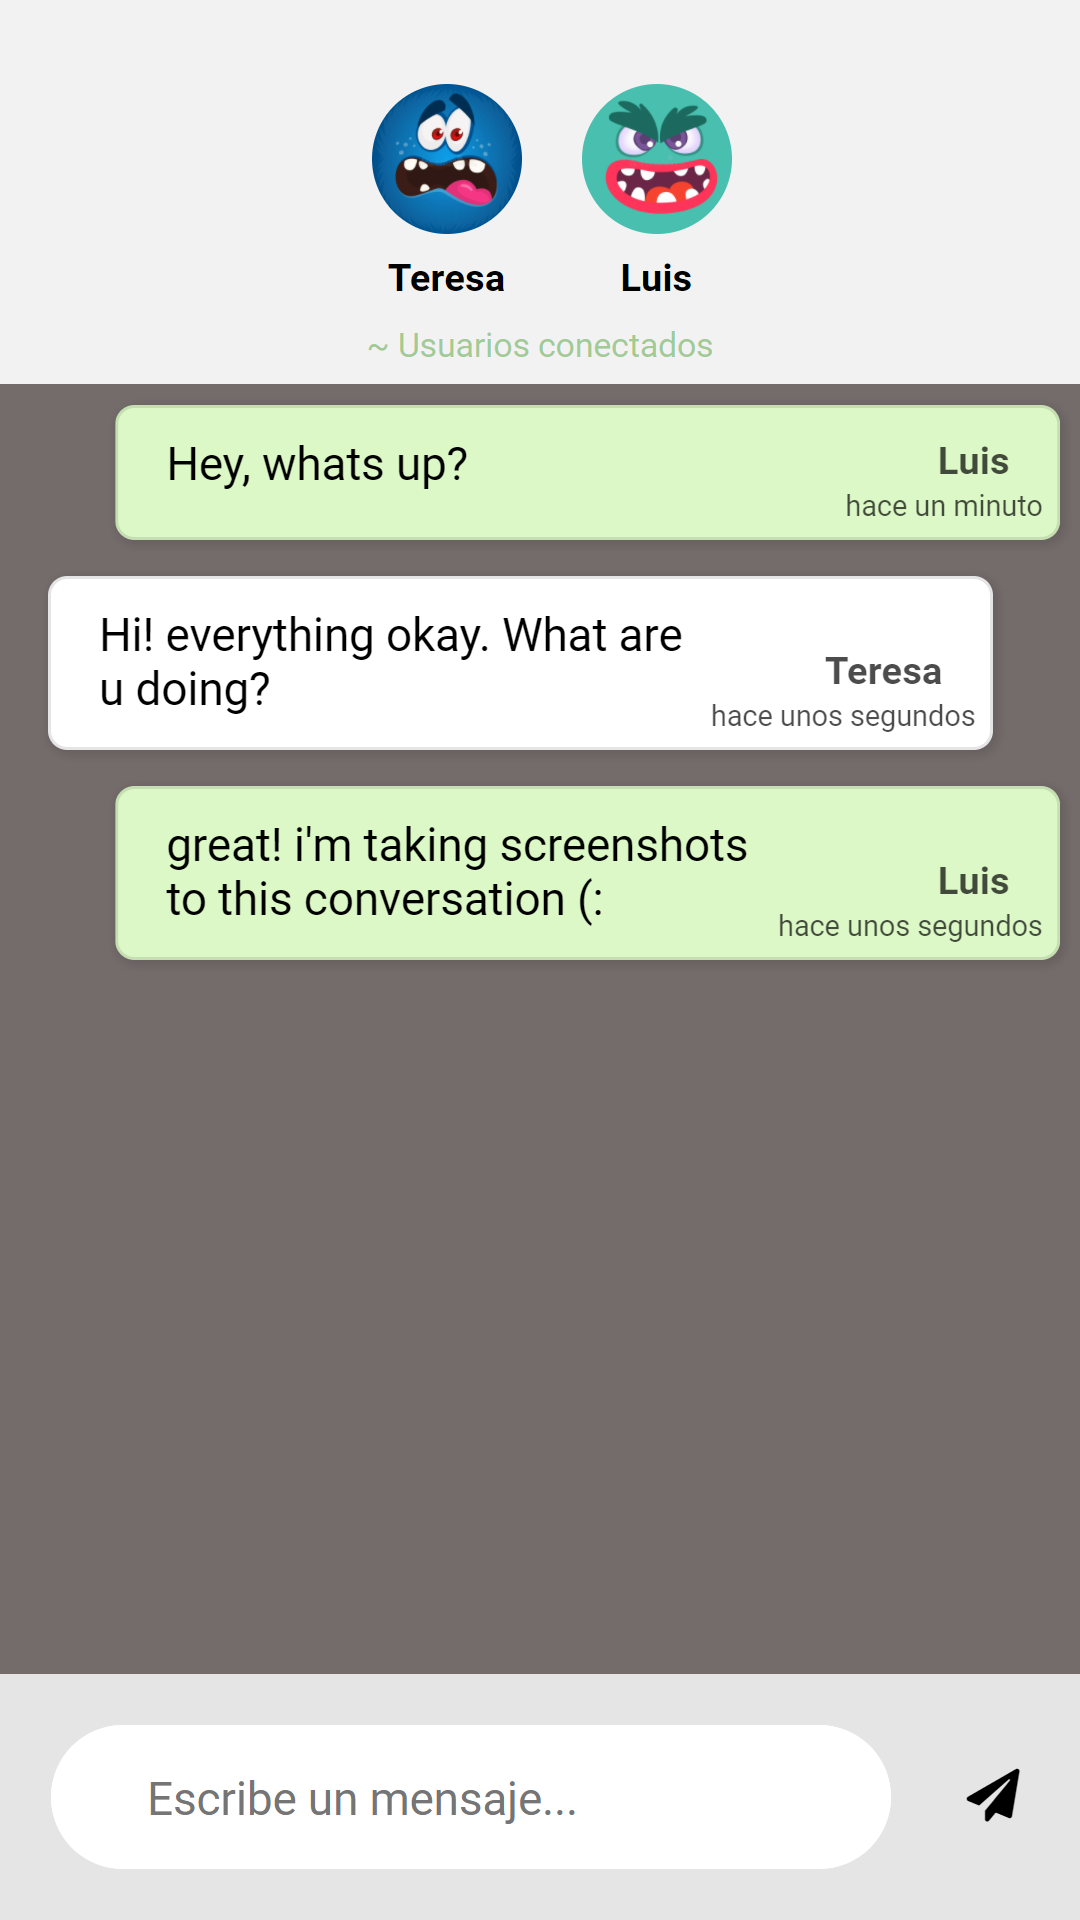 Teresa Luis
~ Usuarios conectados
Hey, whats up?
Luis
hace un minuto
Hi! everything okay. What are
u doing?
Teresa
hace unos segundos
great! i'm taking screenshots
to this conversation (:
Luis
hace unos segundos
Escribe un mensaje...